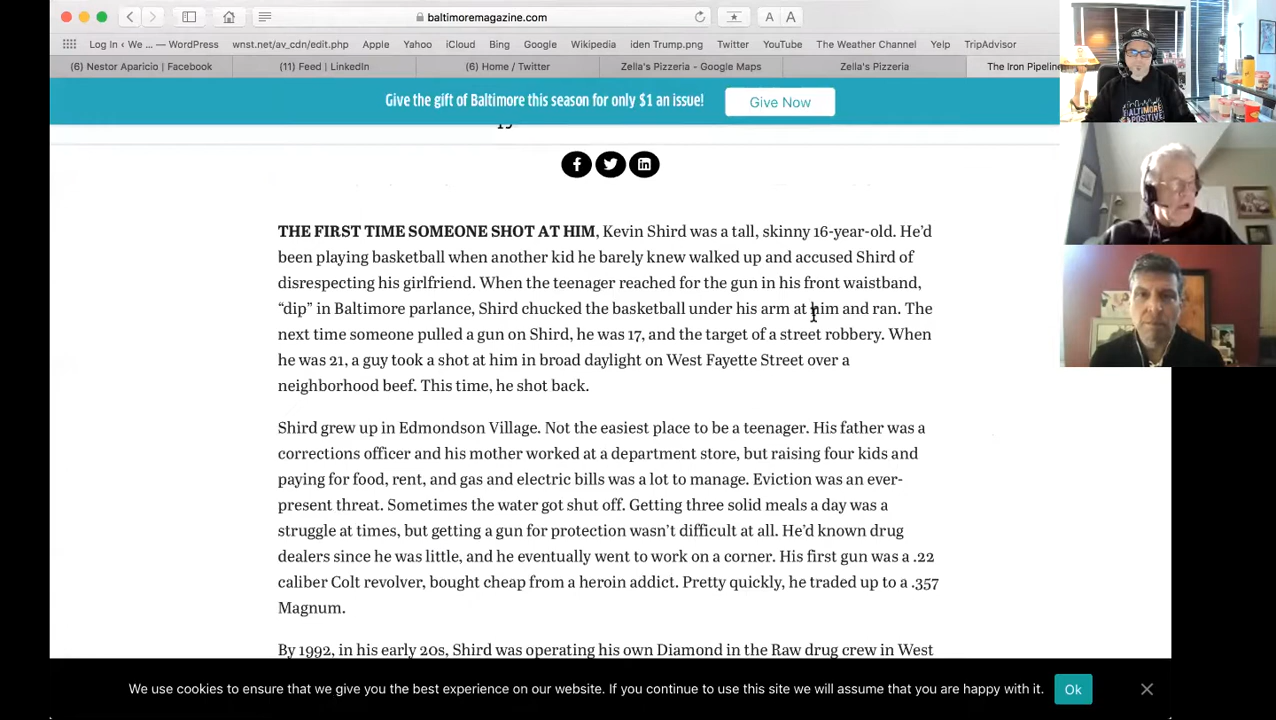 baltimoremagazine.com
A A
Log In ‹ We ... — WordPress wnst.net/av_cdn/edit.php Apple Yahoo iCloud Bing Google Wikipedia iden Trump.png Twitter YouTube The Weather Channel Yelp TripAdvisor
(6) Nestor Aparicio | Facebook (11) Feed | LinkedIn (2) Home / Twitter Zella's Pizzeria - Google Maps Zella's Pizzeria The Iron Pipeline
Give the gift of Baltimore this season for only $1 an issue! Give Now
BALTIMORE
POSITIVE
THE FIRST TIME SOMEONE SHOT AT HIM, Kevin Shird was a tall, skinny 16-year-old. He’d
been playing basketball when another kid he barely knew walked up and accused Shird of
disrespecting his girlfriend. When the teenager reached for the gun in his front waistband,
“dip” in Baltimore parlance, Shird chucked the basketball under his arm at him and ran. The
next time someone pulled a gun on Shird, he was 17, and the target of a street robbery. When
he was 21, a guy took a shot at him in broad daylight on West Fayette Street over a
neighborhood beef. This time, he shot back.
Shird grew up in Edmondson Village. Not the easiest place to be a teenager. His father was a
corrections officer and his mother worked at a department store, but raising four kids and
paying for food, rent, and gas and electric bills was a lot to manage. Eviction was an ever-
present threat. Sometimes the water got shut off. Getting three solid meals a day was a
struggle at times, but getting a gun for protection wasn’t difficult at all. He’d known drug
dealers since he was little, and he eventually went to work on a corner. His first gun was a .22
caliber Colt revolver, bought cheap from a heroin addict. Pretty quickly, he traded up to a .357
Magnum.
By 1992, in his early 20s, Shird was operating his own Diamond in the Raw drug crew in West
We use cookies to ensure that we give you the best experience on our website. If you continue to use this site we will assume that you are happy with it. Ok